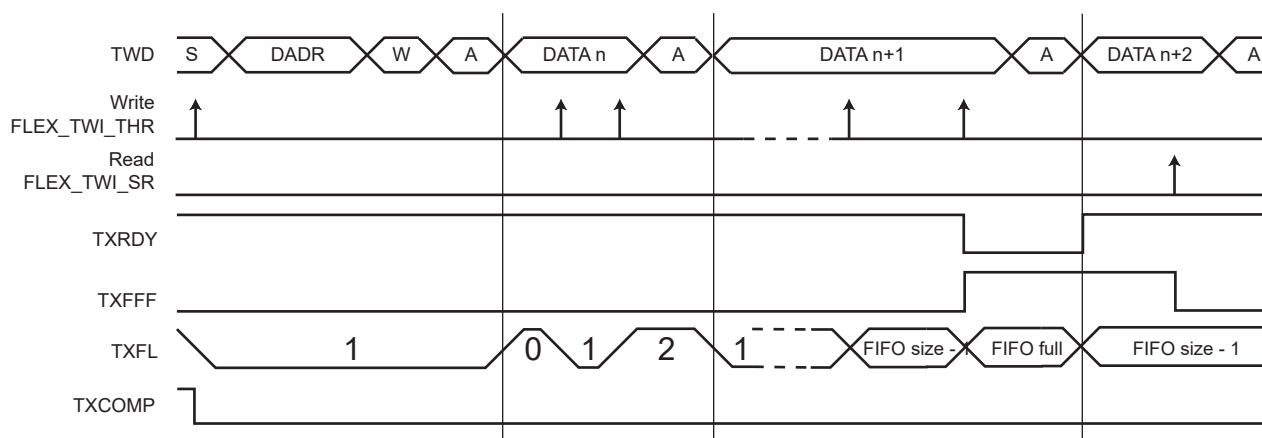 TWD S DADR W A DATA n A DATA n+1 A DATA n+2 A
Write
FLEX_TWI_THR
Read
FLEX_TWI_SR
TXRDY
TXFFF
TXFL 1 0 1 2 1 FIFO size - 1 FIFO full FIFO size - 1
TXCOMP